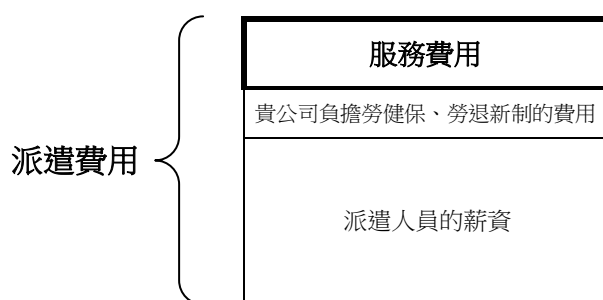 服務費用
貴公司負擔勞健保、勞退新制的費用
派遣費用
派遣人員的薪資